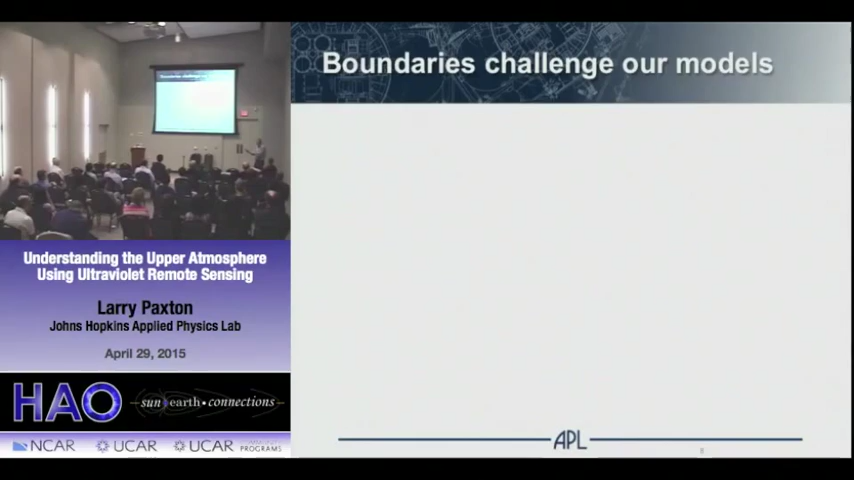 Boundaries challenge our models
Understanding the Upper Atmosphere
Using Ultraviolet Remote Sensing
Larry Paxton
Johns Hopkins Applied Physics Lab
April 29, 2015
HAO
sun earth • connections
NCAR
UCAR
UCAR
PROGRAMS
APL